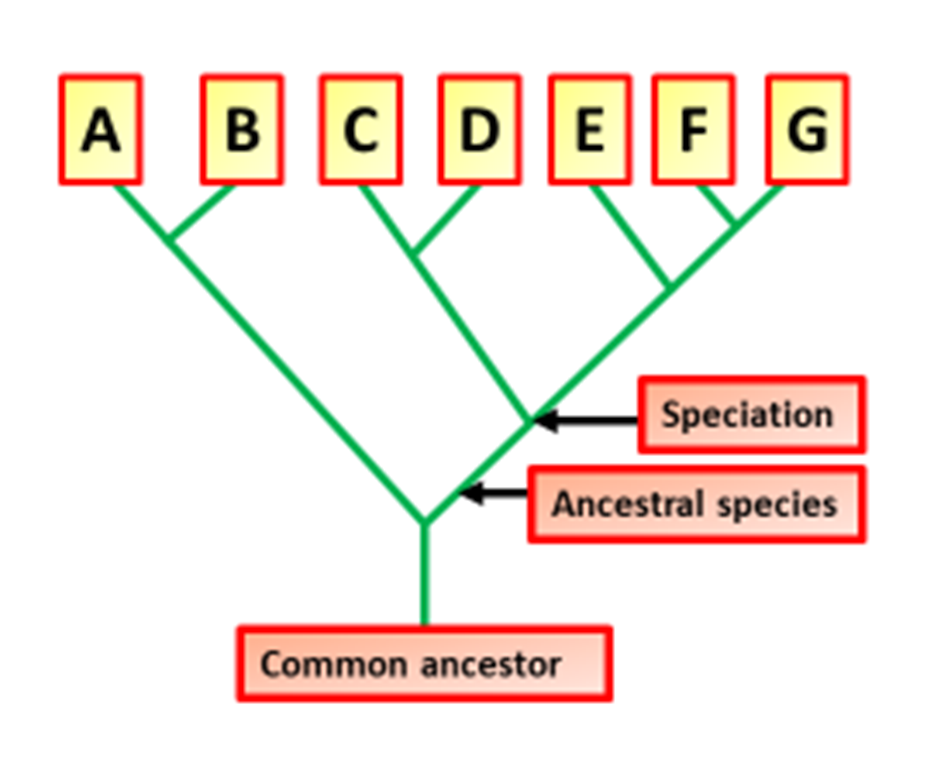 A B C D E F G
Speciation
Ancestral species
Common ancestor